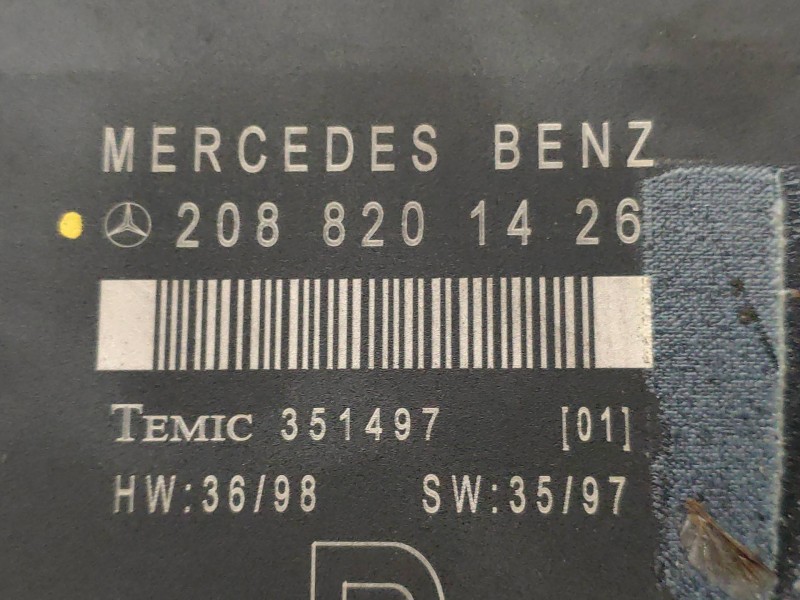 MERCEDES BENZ
208 820 14 26
TEMIC 351497 [01]
HW:36/98 SW:35/97